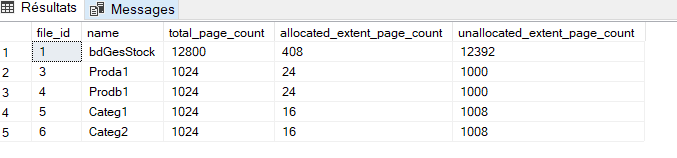 Résultats Messages
file_id name total_page_count allocated_extent_page_count unallocated_extent_page_count
1 1 bdGesStock 12800 408 12392
2 3 Proda1 1024 24 1000
3 4 Prodb1 1024 24 1000
4 5 Categ1 1024 16 1008
5 6 Categ2 1024 16 1008